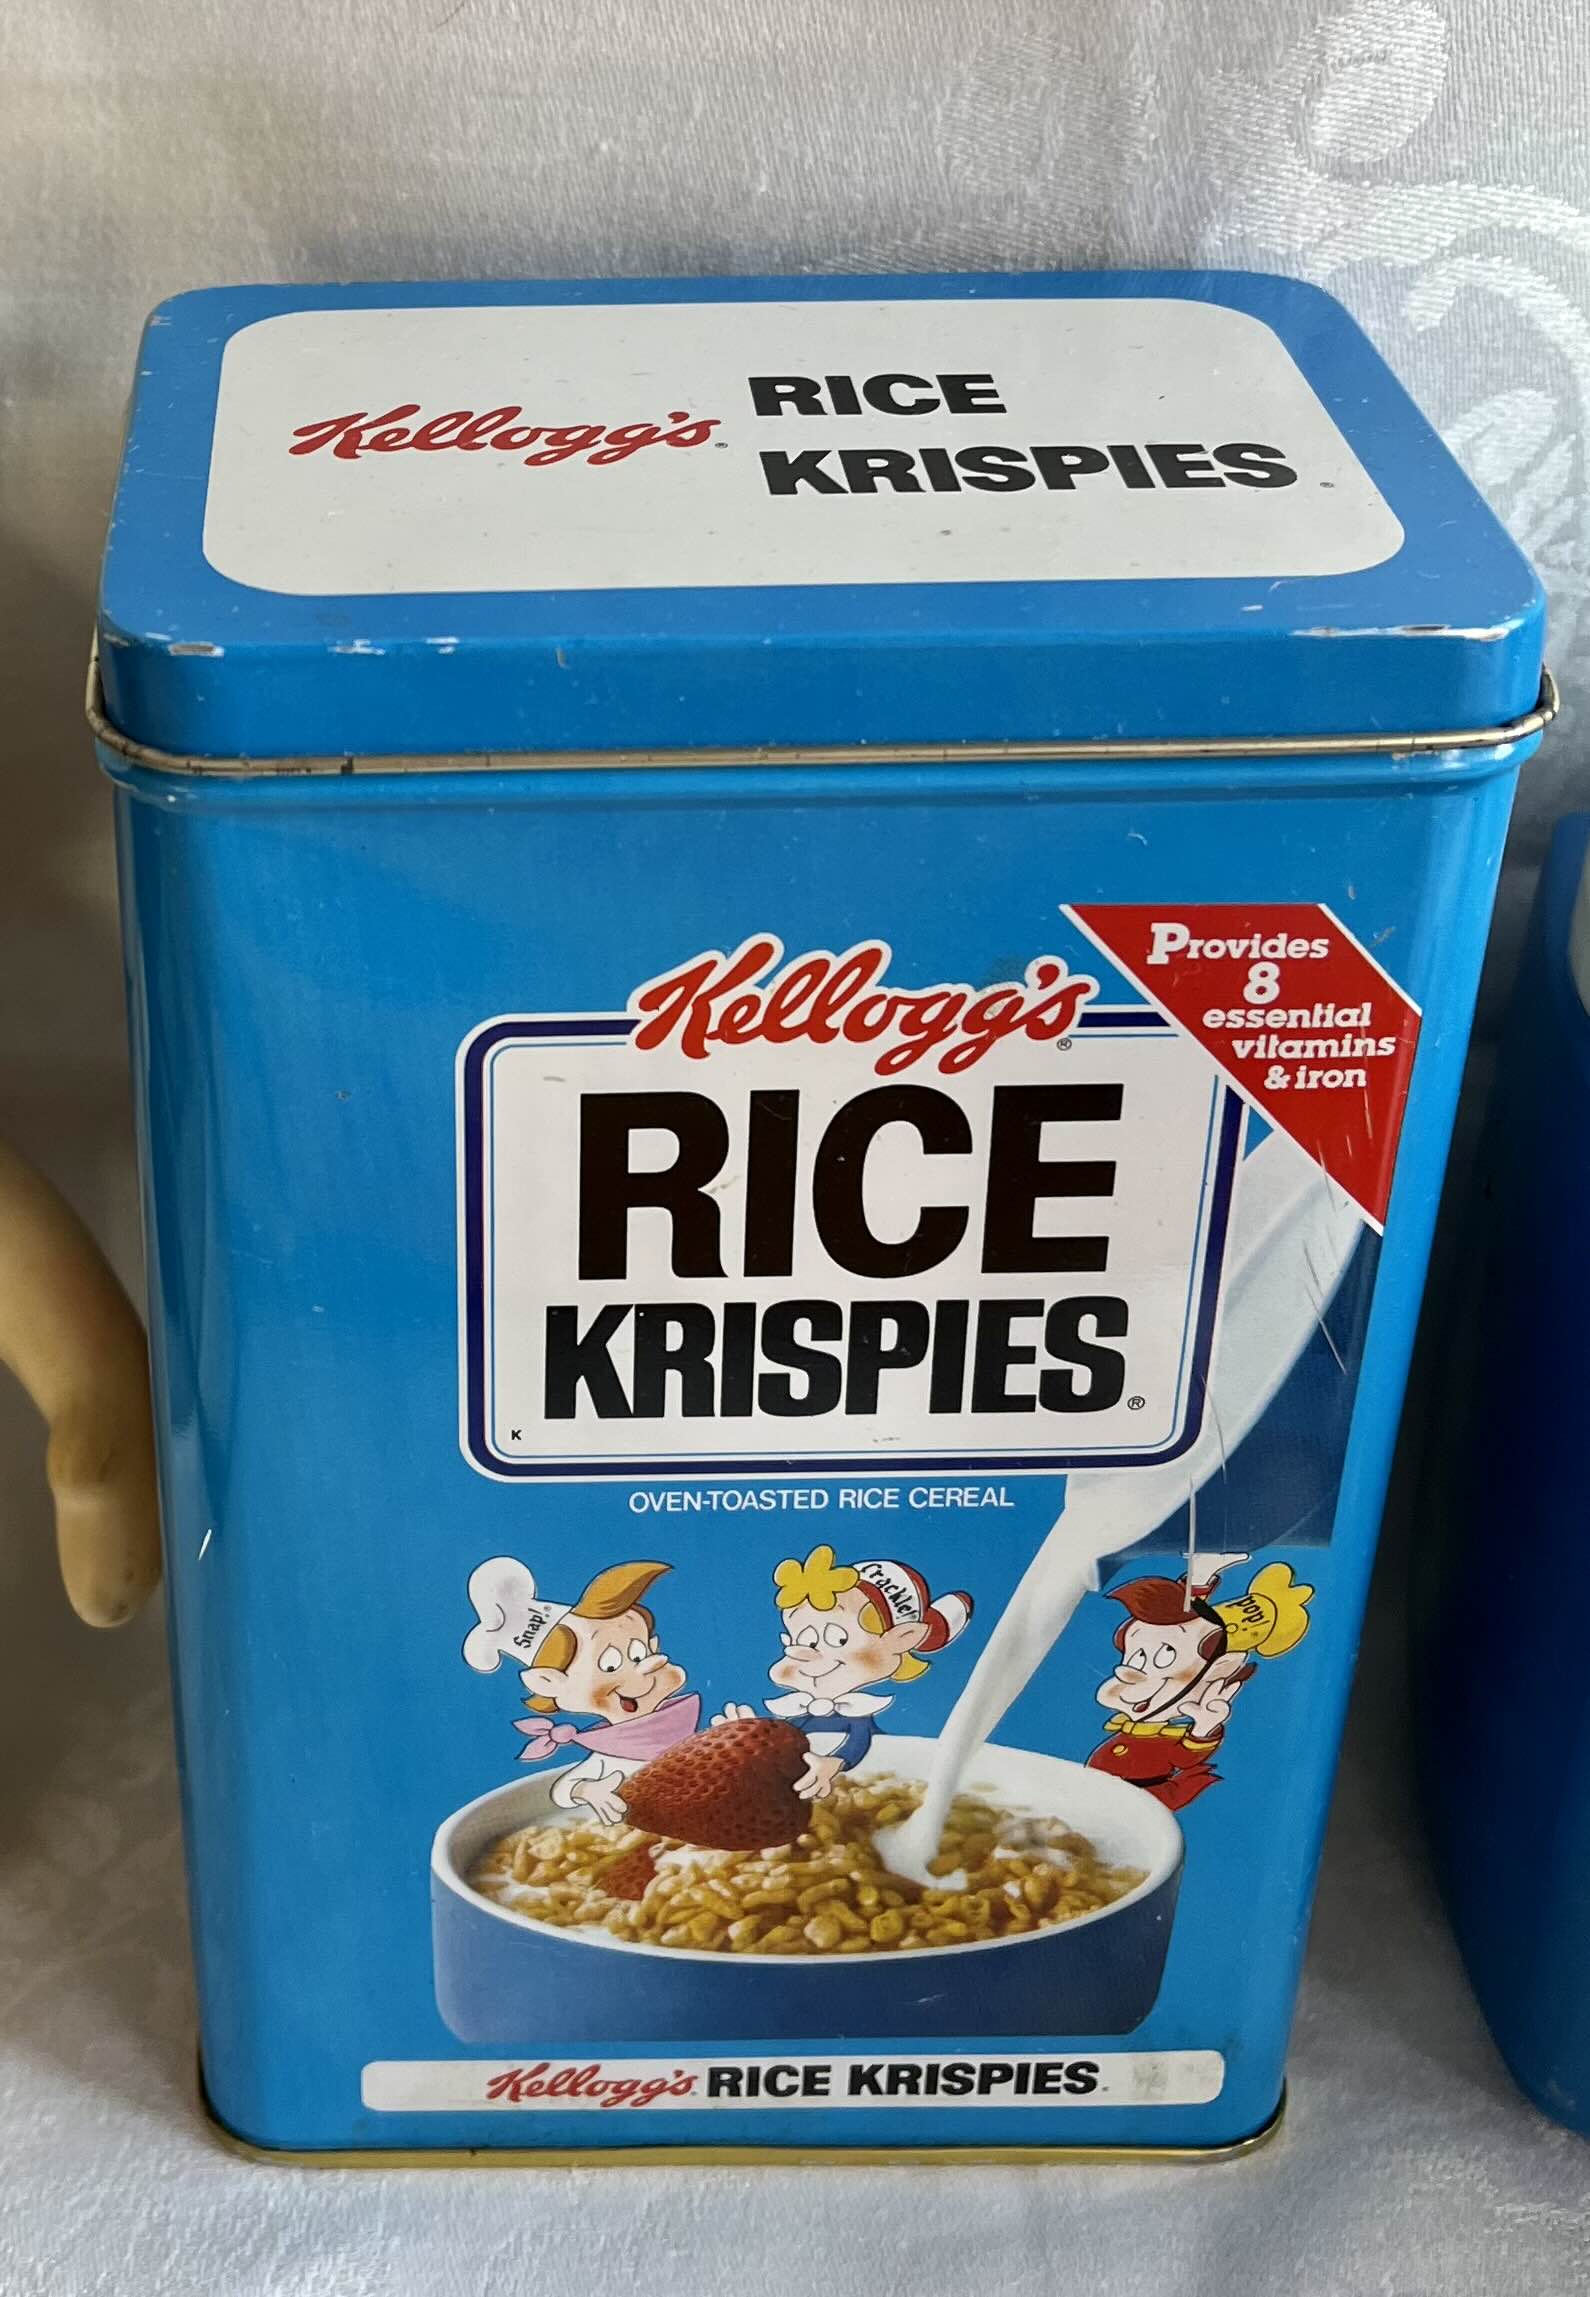 Kellogg's® RICE
KRISPIES®
Provides
8
essential
vitamins
& iron
Kellogg's®
RICE
KRISPIES®
K
OVEN-TOASTED RICE CEREAL
Snap!®
Crackle!
Pop!
Kellogg's® RICE KRISPIES®